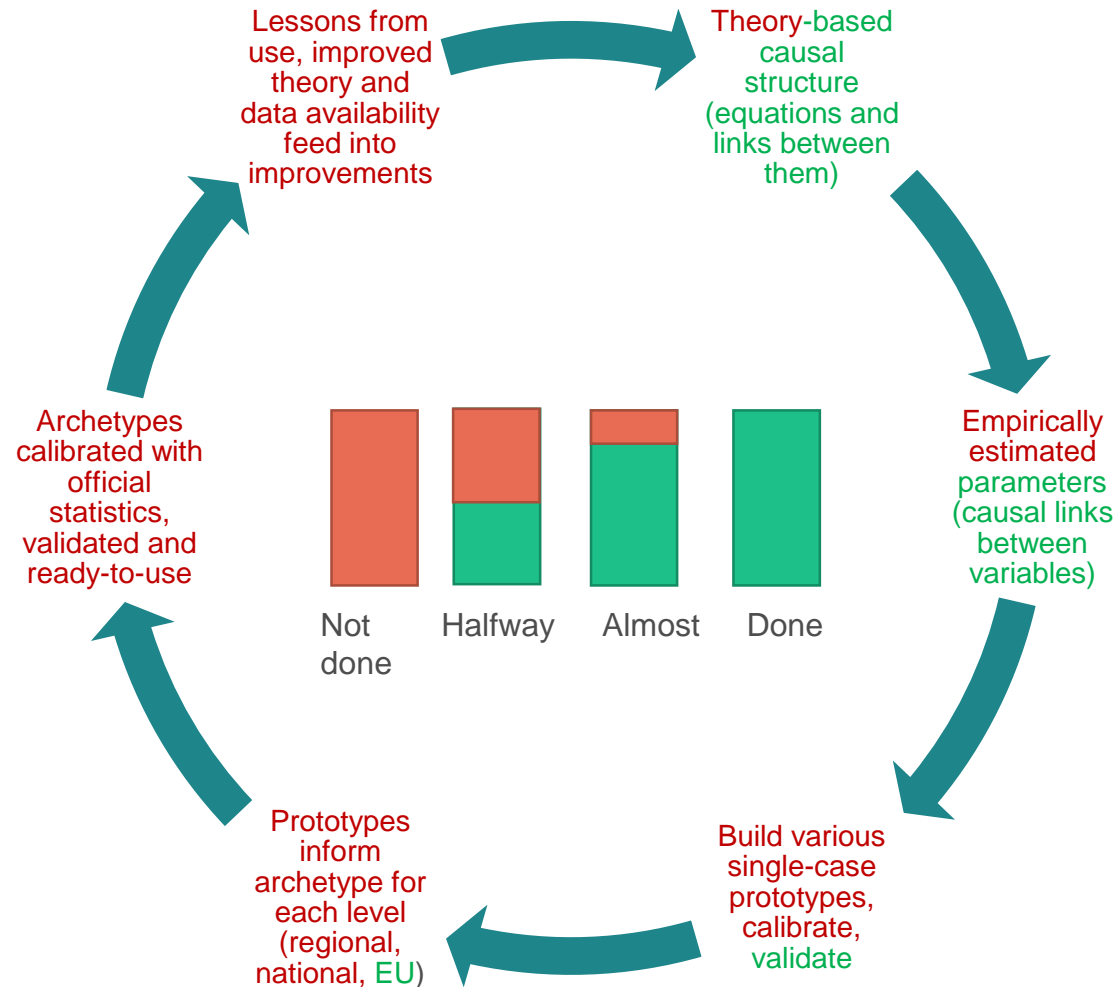 Lessons from
use, improved
theory and
data availability
feed into
improvements
Theory-based
causal
structure
(equations and
links between
them)
Empirically
estimated
parameters
(causal links
between
variables)
Build various
single-case
prototypes,
calibrate,
validate
Prototypes
inform
archetype for
each level
(regional,
national, EU)
Archetypes
calibrated with
official
statistics,
validated and
ready-to-use
Not
done
Halfway
Almost
Done